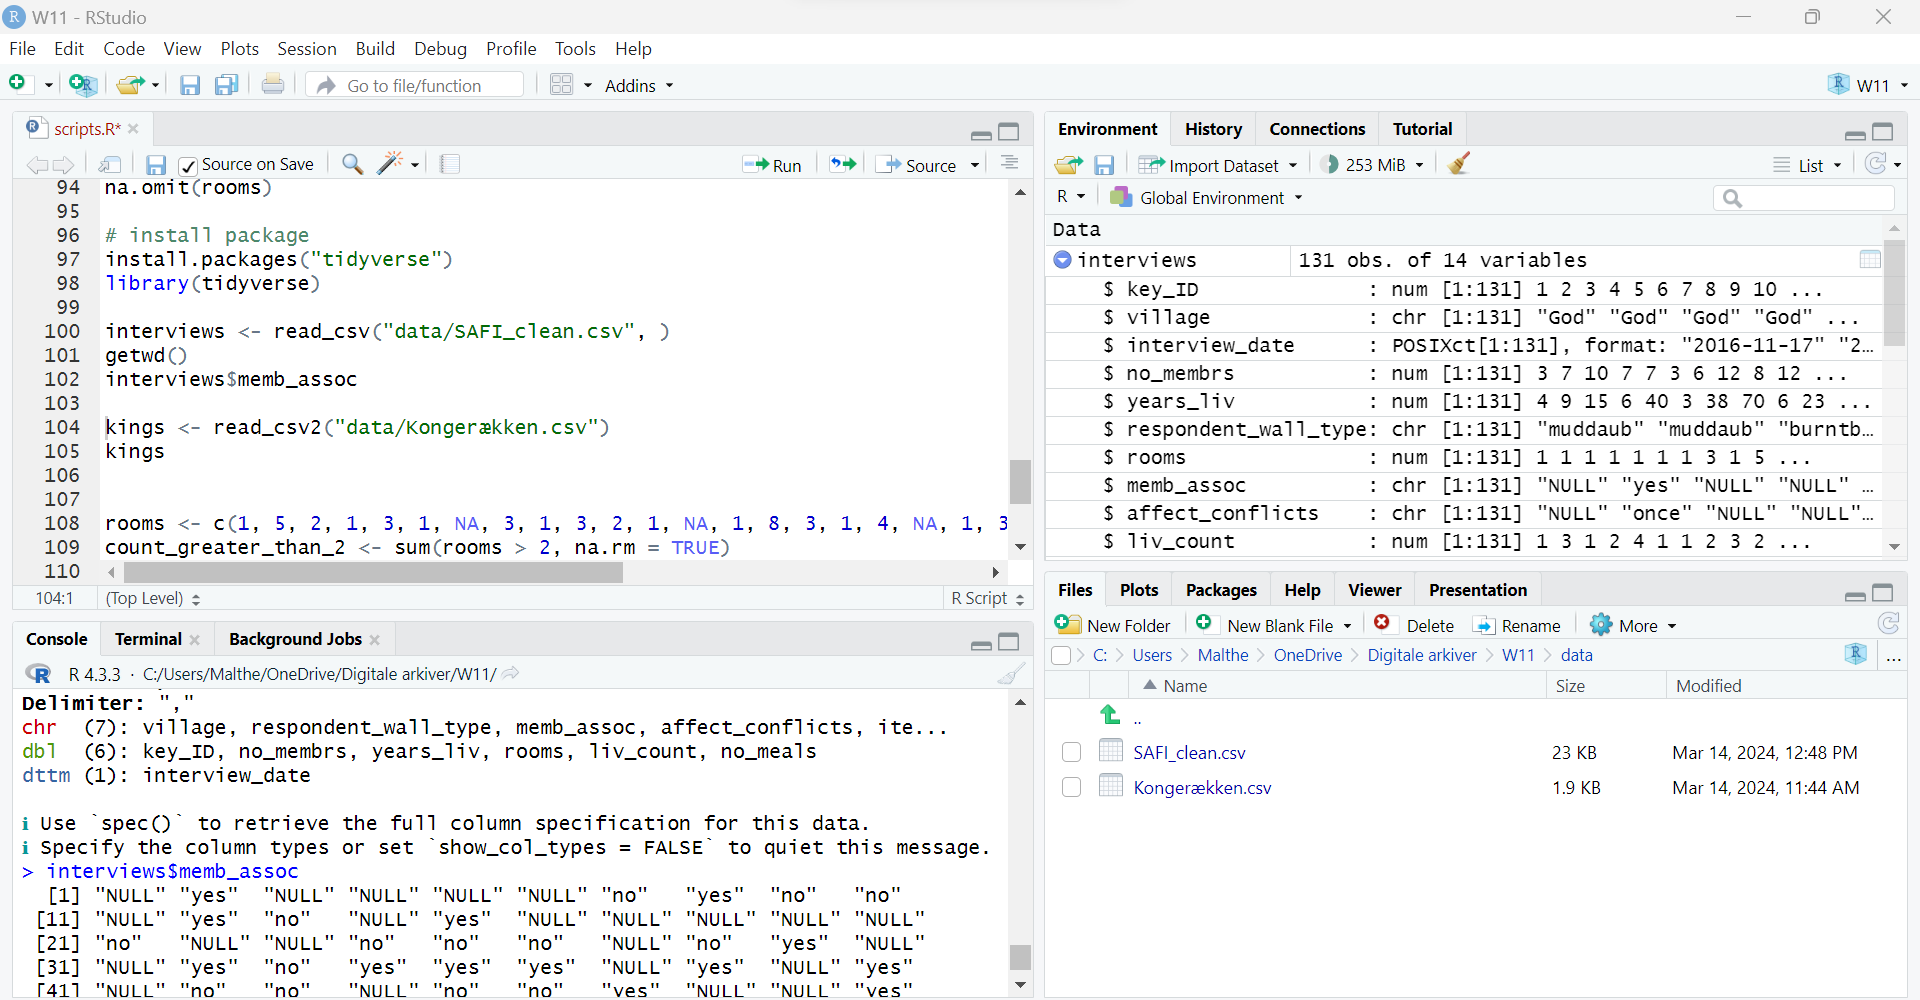 W11 - RStudio
File Edit Code View Plots Session Build Debug Profile Tools Help
Go to file/function Addins W11
scripts.R*
Source on Save Run Source
94 na.omit(rooms)
95
96 # install package
97 install.packages("tidyverse")
98 library(tidyverse)
99
100 interviews <- read_csv("data/SAFI_clean.csv", )
101 getwd()
102 interviews$memb_assoc
103
104 kings <- read_csv2("data/Kongerækken.csv")
105 kings
106
107
108 rooms <- c(1, 5, 2, 1, 3, 1, NA, 3, 1, 3, 2, 1, NA, 1, 8, 3, 1, 4, NA, 1, 3
109 count_greater_than_2 <- sum(rooms > 2, na.rm = TRUE)
110
104:1 (Top Level) R Script
Console Terminal Background Jobs
R 4.3.3 · C:/Users/Malthe/OneDrive/Digitale arkiver/W11/
Delimiter: ","
chr (7): village, respondent_wall_type, memb_assoc, affect_conflicts, ite...
dbl (6): key_ID, no_membrs, years_liv, rooms, liv_count, no_meals
dttm (1): interview_date
i Use `spec()` to retrieve the full column specification for this data.
i Specify the column types or set `show_col_types = FALSE` to quiet this message.
> interviews$memb_assoc
[1] "NULL" "yes" "NULL" "NULL" "NULL" "NULL" "no" "yes" "no" "no"
[11] "NULL" "yes" "no" "NULL" "yes" "NULL" "NULL" "NULL" "NULL" "NULL"
[21] "no" "NULL" "NULL" "no" "no" "no" "NULL" "no" "yes" "NULL"
[31] "NULL" "yes" "no" "yes" "yes" "yes" "NULL" "yes" "NULL" "yes"
[41] "NULL" "no" "no" "NULL" "no" "no" "yes" "NULL" "NULL" "yes"
Environment History Connections Tutorial
Import Dataset 253 MiB List
R Global Environment
Data
interviews 131 obs. of 14 variables
$ key_ID : num [1:131] 1 2 3 4 5 6 7 8 9 10 ...
$ village : chr [1:131] "God" "God" "God" "God" ...
$ interview_date : POSIXct[1:131], format: "2016-11-17" "2...
$ no_membrs : num [1:131] 3 7 10 7 7 3 6 12 8 12 ...
$ years_liv : num [1:131] 4 9 15 6 40 3 38 70 6 23 ...
$ respondent_wall_type: chr [1:131] "muddaub" "muddaub" "burntb...
$ rooms : num [1:131] 1 1 1 1 1 1 1 3 1 5 ...
$ memb_assoc : chr [1:131] "NULL" "yes" "NULL" "NULL" ...
$ affect_conflicts : chr [1:131] "NULL" "once" "NULL" "NULL"...
$ liv_count : num [1:131] 1 3 1 2 4 1 1 2 3 2 ...
Files Plots Packages Help Viewer Presentation
New Folder New Blank File Delete Rename More
C: Users Malthe OneDrive Digitale arkiver W11 data ...
Name Size Modified
..
SAFI_clean.csv 23 KB Mar 14, 2024, 12:48 PM
Kongerækken.csv 1.9 KB Mar 14, 2024, 11:44 AM